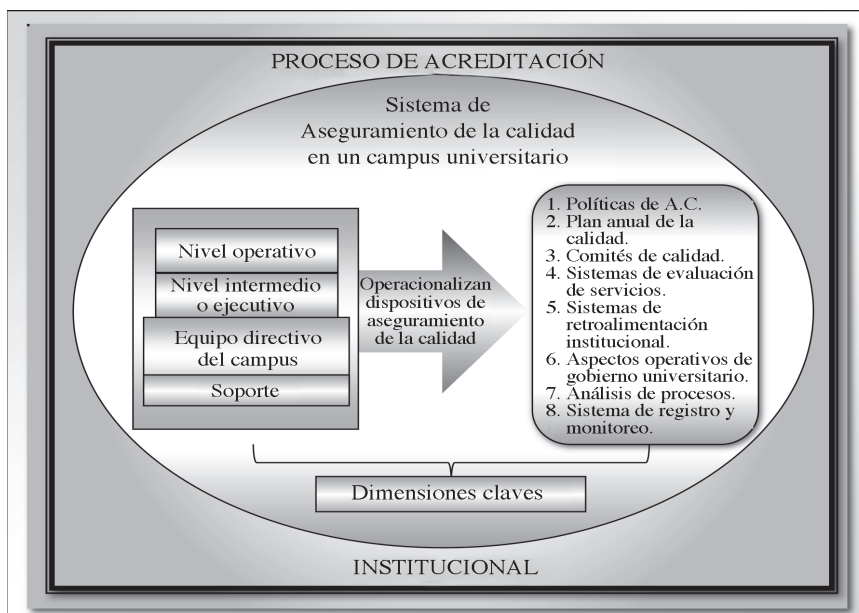 PROCESO DE ACREDITACIÓN
Sistema de
Aseguramiento de la calidad
en un campus universitario
Nivel operativo
Nivel intermedio
o ejecutivo
Equipo directivo
del campus
Soporte
Operacionalizan
dispositivos de
aseguramiento
de la calidad
1. Políticas de A.C.
2. Plan anual de la
calidad.
3. Comités de calidad.
4. Sistemas de evaluación
de servicios.
5. Sistemas de
retroalimentación
institucional.
6. Aspectos operativos de
gobierno universitario.
7. Análisis de procesos.
8. Sistema de registro y
monitoreo.
Dimensiones claves
INSTITUCIONAL